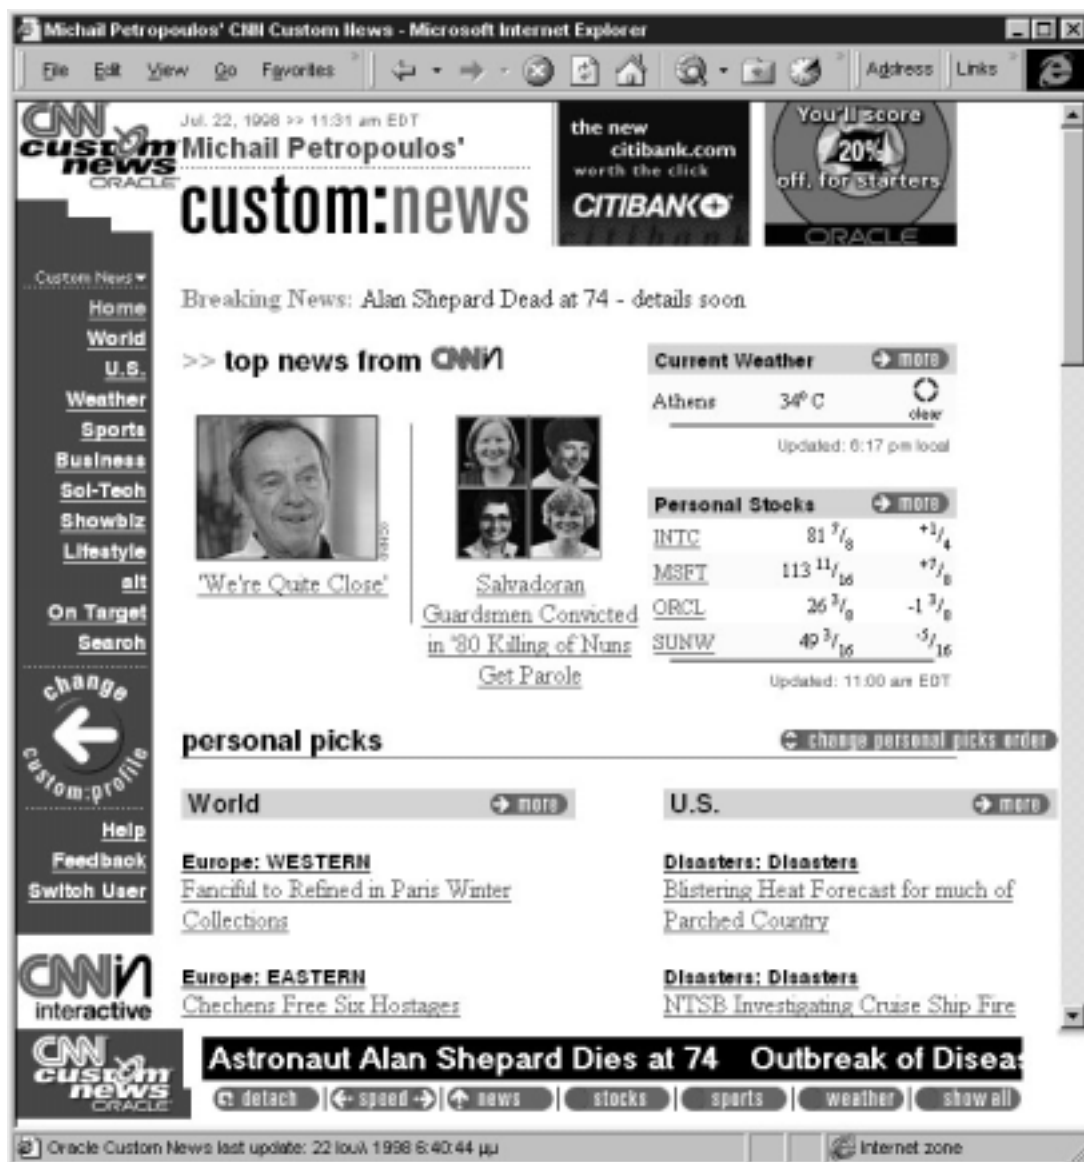 Michail Petropoulos' CNN Custom News - Microsoft Internet Explorer
File Edit View Go Favorites » Address Links »
CNN
custom
news
ORACLE
Jul. 22, 1998 >> 11:31 am EDT
Michail Petropoulos'
custom:news
the new
citibank.com
worth the click
CITIBANK
citibank
You'll score
20%
off, for starters
ORACLE
Custom News
Home
World
U.S.
Weather
Sports
Business
Sci-Tech
Showbiz
Lifestyle
alt
On Target
Search
change
custom:profile
Help
Feedback
Switch User
CNNin
interactive
Breaking News: Alan Shepard Dead at 74 - details soon
>> top news from CNNin
'We're Quite Close'
Salvadoran
Guardsmen Convicted
in '80 Killing of Nuns
Get Parole
Current Weather more
Athens 34° C clear
Updated: 6:17 pm local
Personal Stocks more
INTC 81 7/8 +1/4
MSFT 113 11/16 +7/8
ORCL 26 3/8 -1 3/8
SUNW 49 3/16 -5/16
Updated: 11:00 am EDT
personal picks change personal picks order
World more
Europe: WESTERN
Fanciful to Refined in Paris Winter
Collections
Europe: EASTERN
Chechens Free Six Hostages
U.S. more
Disasters: Disasters
Blistering Heat Forecast for much of
Parched Country
Disasters: Disasters
NTSB Investigating Cruise Ship Fire
CNN
custom
news
ORACLE
Astronaut Alan Shepard Dies at 74 Outbreak of Diseas
detach | speed | news | stocks | sports | weather | show all
Oracle Custom News last update: 22 Ιουλ 1998 6:40:44 μμ Internet zone